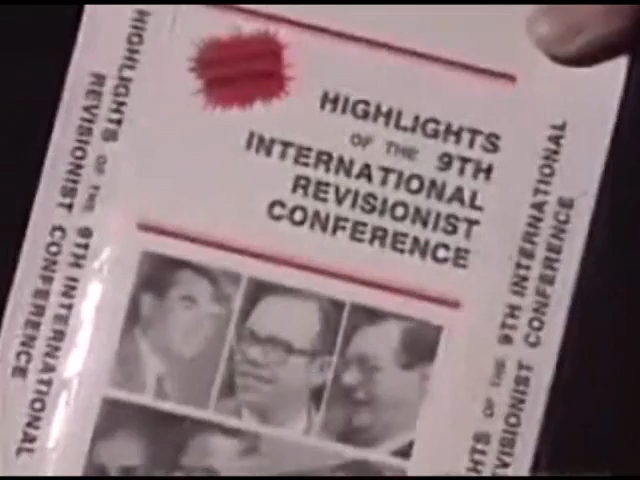 HIGHLIGHTS
OF THE 9TH
INTERNATIONAL
REVISIONIST
CONFERENCE
HIGHLIGHTS OF THE 9TH INTERNATIONAL
REVISIONIST CONFERENCE
OF THE 9TH INTERNATIONAL
CONFERENCE